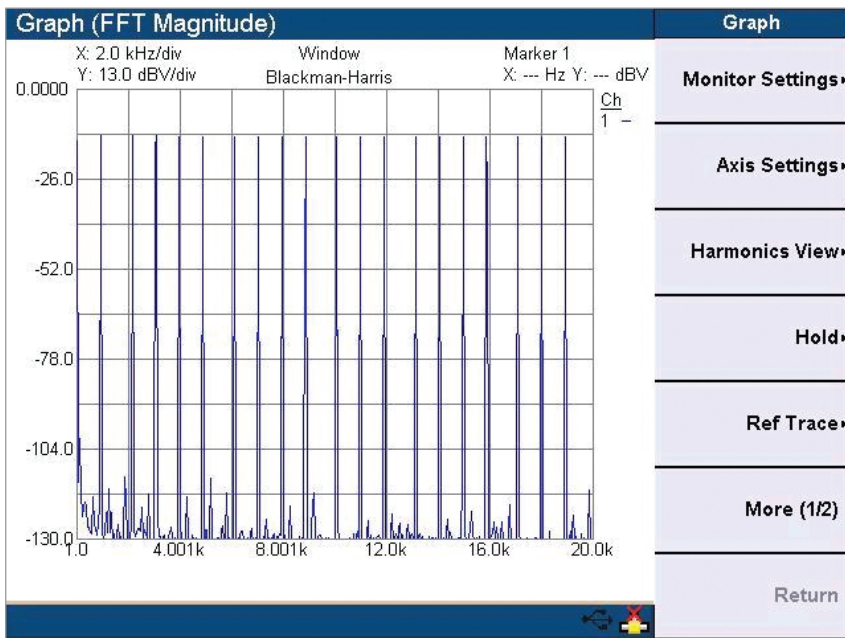 Graph (FFT Magnitude)
Graph
X: 2.0 kHz/div
Window
Marker 1
Y: 13.0 dBV/div
Blackman-Harris
X: --- Hz Y: --- dBV
0.0000
Ch
1
-26.0
-52.0
-78.0
-104.0
-130.0
1.0
4.001k
8.001k
12.0k
16.0k
20.0k
Monitor Settings
Axis Settings
Harmonics View
Hold
Ref Trace
More (1/2)
Return